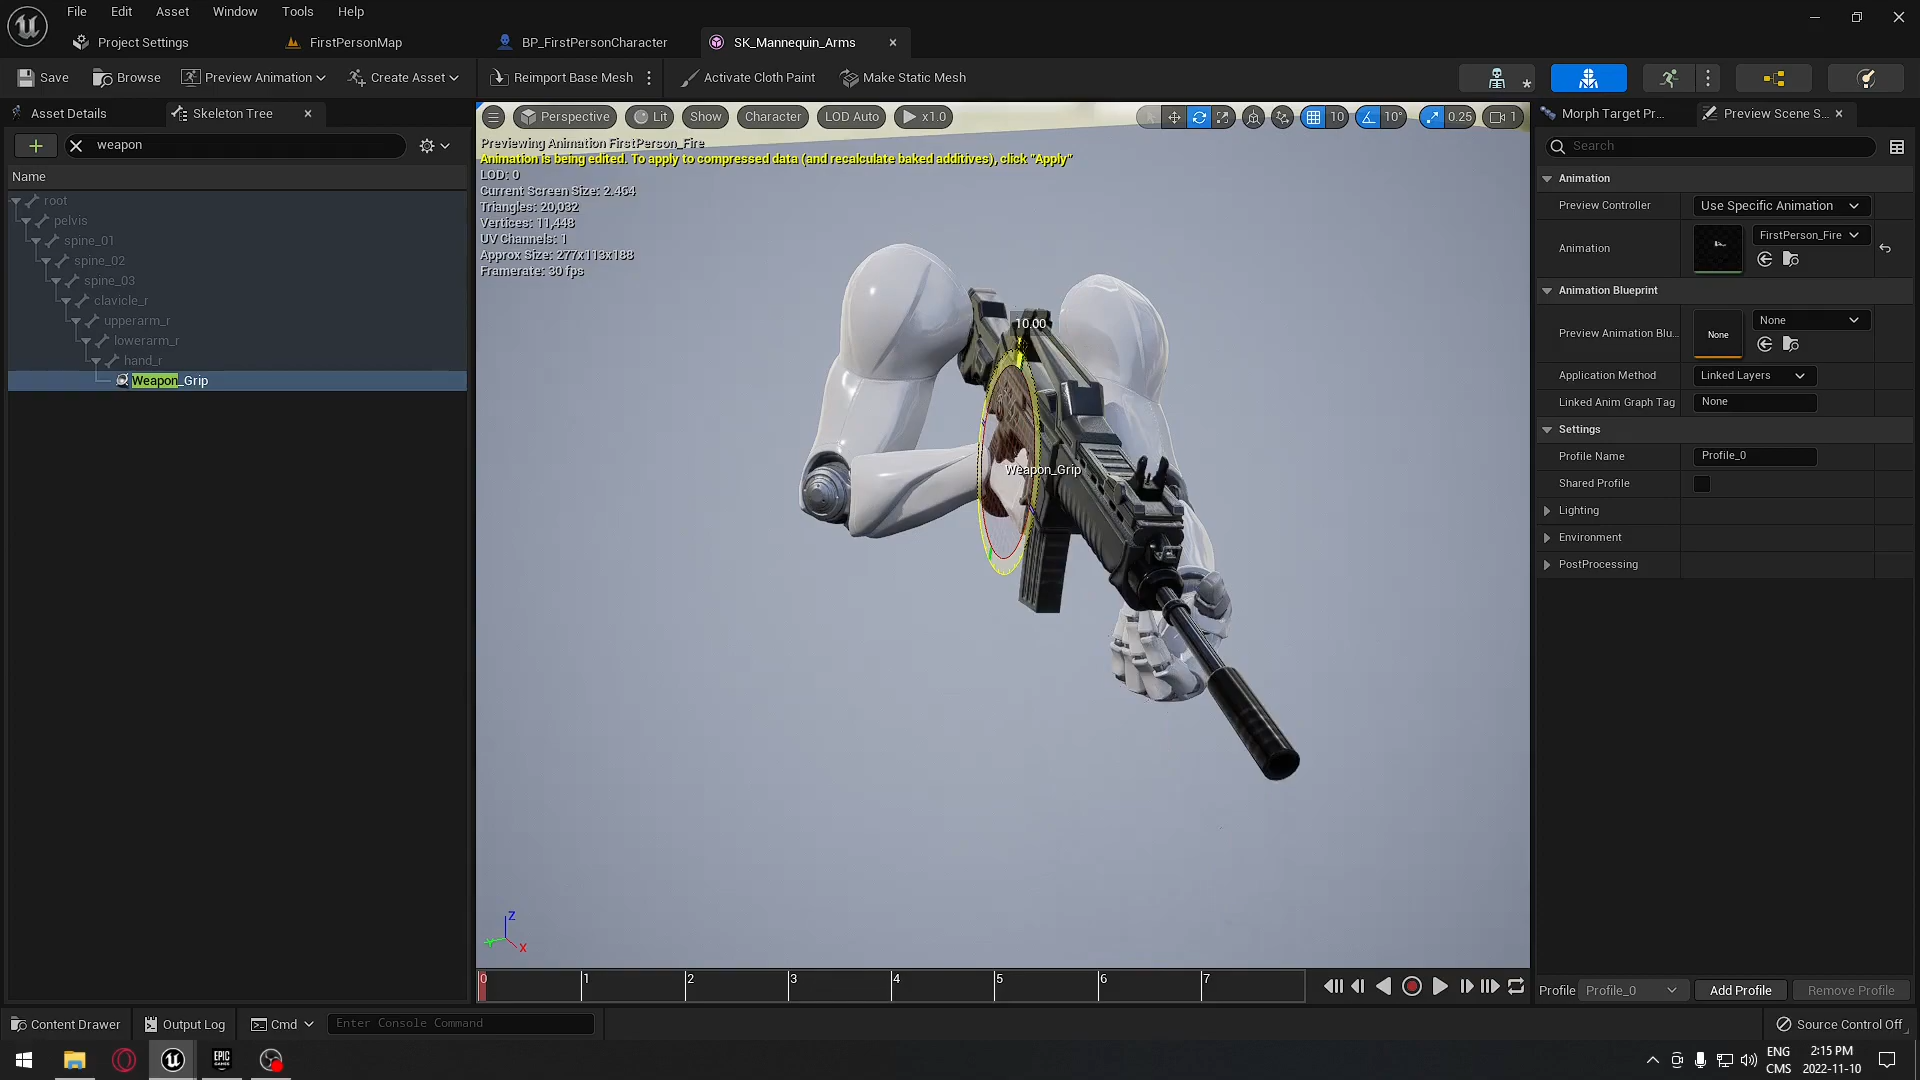 File Edit Asset Window Tools Help
Project Settings FirstPersonMap BP_FirstPersonCharacter SK_Mannequin_Arms
Save Browse Preview Animation Create Asset Reimport Base Mesh Activate Cloth Paint Make Static Mesh
Asset Details Skeleton Tree
weapon
Name
root
pelvis
spine_01
spine_02
spine_03
clavicle_r
upperarm_r
lowerarm_r
hand_r
Weapon_Grip
Perspective Lit Show Character LOD Auto x1.0 10 10° 0.25 1
Previewing Animation FirstPerson_Fire
Animation is being edited. To apply to compressed data (and recalculate baked additives), click "Apply"
LOD: 0
Current Screen Size: 2.464
Triangles: 20,032
Vertices: 11,448
UV Channels: 1
Approx Size: 277x113x188
Framerate: 30 fps
10.00
Weapon_Grip
Z
X
0 1 2 3 4 5 6 7
Morph Target Pr... Preview Scene S...
Search
Animation
Preview Controller Use Specific Animation
Animation FirstPerson_Fire
Animation Blueprint
Preview Animation Blu... None None
Application Method Linked Layers
Linked Anim Graph Tag None
Settings
Profile Name Profile_0
Shared Profile
Lighting
Environment
PostProcessing
Profile Profile_0 Add Profile Remove Profile
Content Drawer Output Log Cmd Enter Console Command Source Control Off
EPIC GAMES
ENG 2:15 PM
CMS 2022-11-10